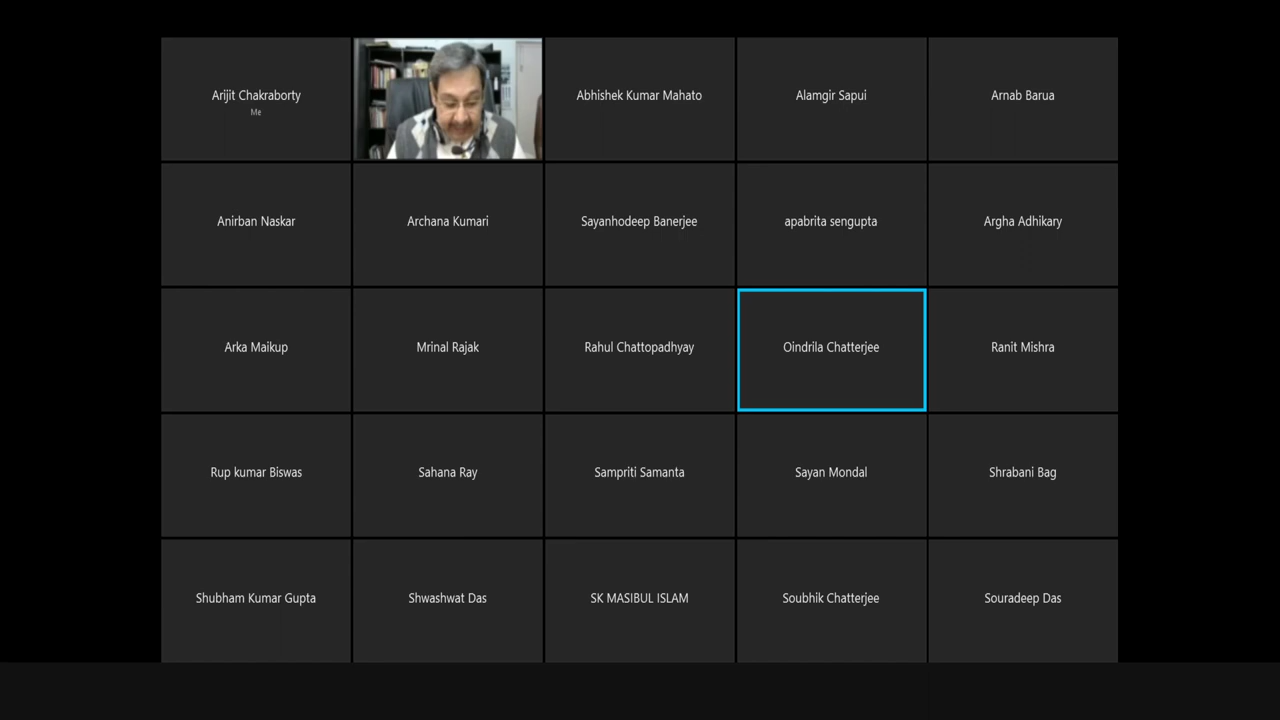 Arijit Chakraborty
Me
Abhishek Kumar Mahato
Alamgir Sapui
Arnab Barua
Anirban Naskar
Archana Kumari
Sayanhodeep Banerjee
apabrita sengupta
Argha Adhikary
Arka Maikup
Mrinal Rajak
Rahul Chattopadhyay
Oindrila Chatterjee
Ranit Mishra
Rup kumar Biswas
Sahana Ray
Sampriti Samanta
Sayan Mondal
Shrabani Bag
Shubham Kumar Gupta
Shwashwat Das
SK MASIBUL ISLAM
Soubhik Chatterjee
Souradeep Das